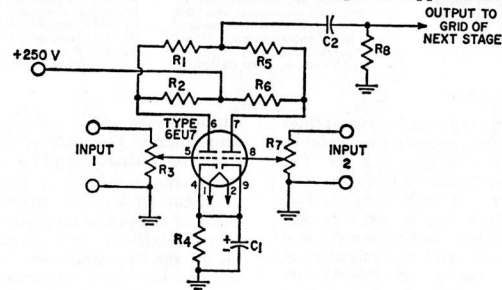 OUTPUT TO
GRID OF
NEXT STAGE
C2
R8
R1
R5
+250 V
R2
R6
TYPE
6EU7
6
7
INPUT
1
R3
5
8
R7
INPUT
2
4
1
2
9
R4
+
C1